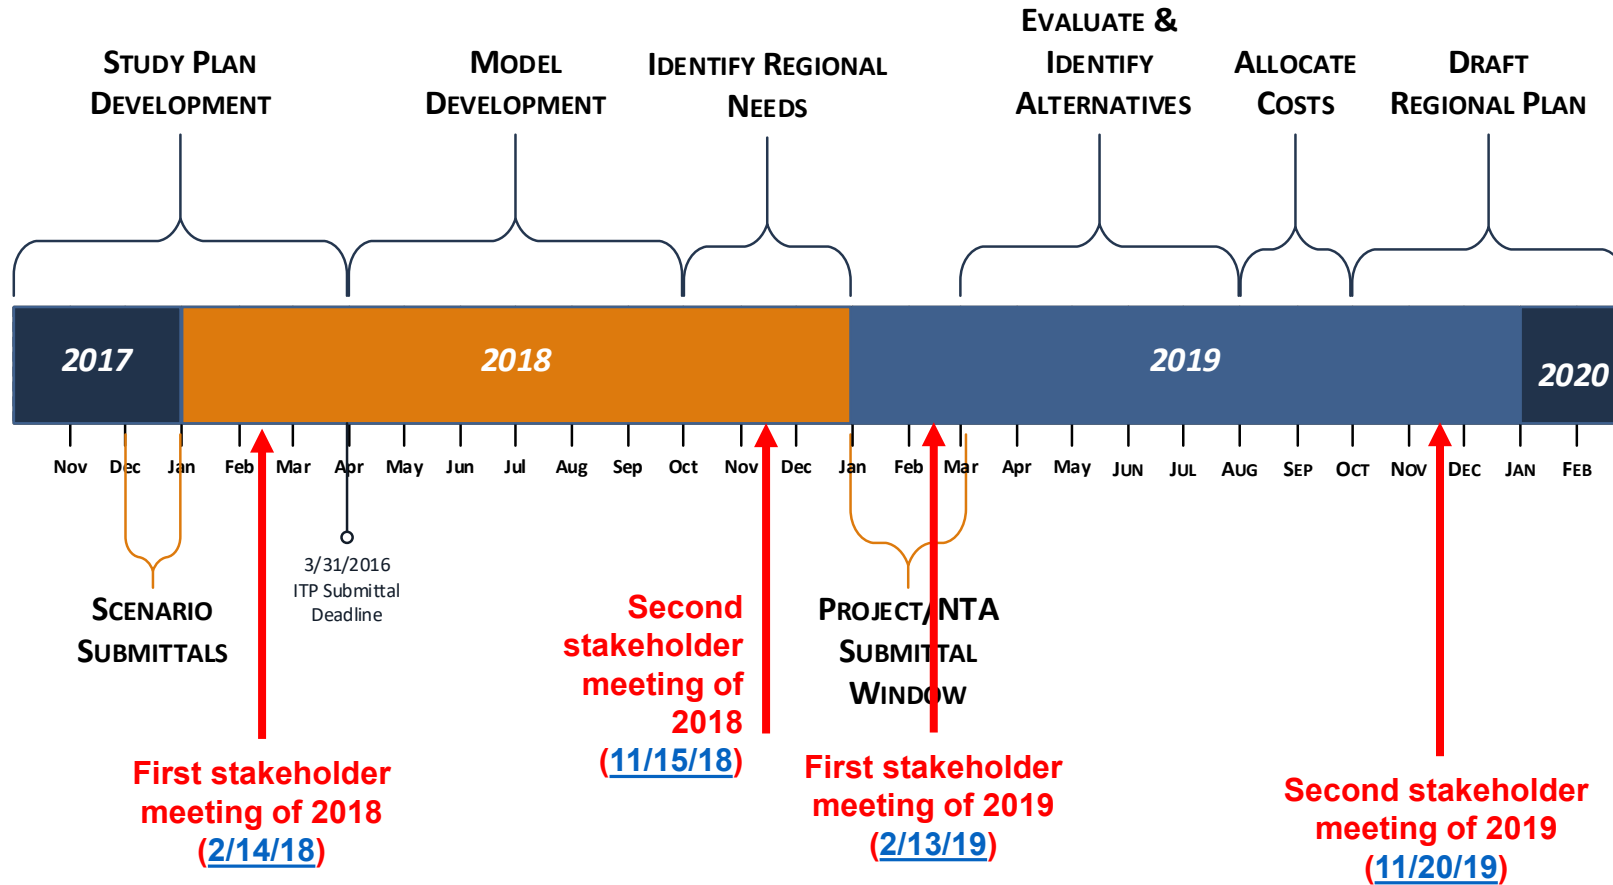 STUDY PLAN
DEVELOPMENT
MODEL
DEVELOPMENT
IDENTIFY REGIONAL
NEEDS
EVALUATE &
IDENTIFY
ALTERNATIVES
ALLOCATE
COSTS
DRAFT
REGIONAL PLAN
2017
2018
2019
2020
Nov Dec Jan Feb Mar Apr May Jun Jul Aug Sep Oct Nov Dec Jan Feb Mar Apr May JUN JUL AUG SEP OCT NOV DEC JAN FEB
SCENARIO
SUBMITTALS
3/31/2016
ITP Submittal
Deadline
PROJECT/NTA
SUBMITTAL
WINDOW
First stakeholder
meeting of 2018
(2/14/18)
Second
stakeholder
meeting of
2018
(11/15/18)
First stakeholder
meeting of 2019
(2/13/19)
Second stakeholder
meeting of 2019
(11/20/19)